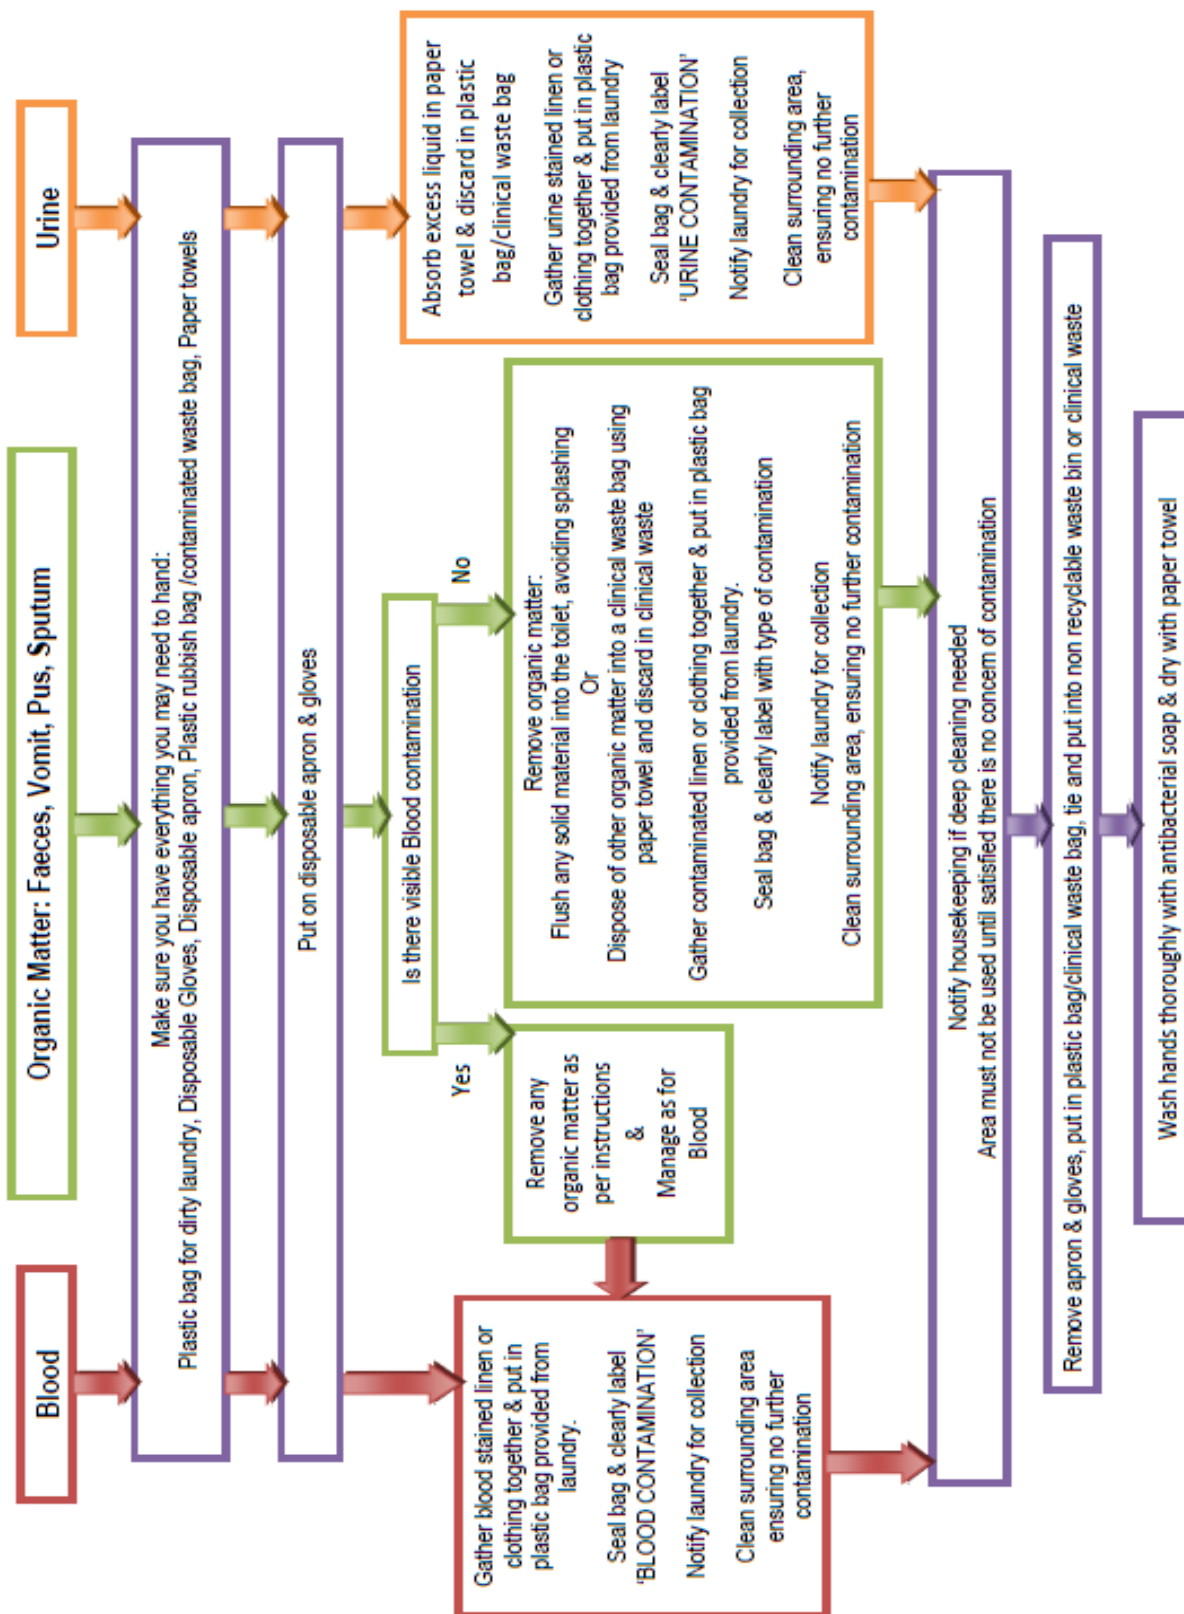 Blood
Organic Matter: Faeces, Vomit, Pus, Sputum
Urine
Make sure you have everything you may need to hand:
Plastic bag for dirty laundry, Disposable Gloves, Disposable apron, Plastic rubbish bag /contaminated waste bag, Paper towels
Put on disposable apron & gloves
Is there visible Blood contamination
Yes
No
Gather blood stained linen or
clothing together & put in
plastic bag provided from
laundry.
Seal bag & clearly label
'BLOOD CONTAMINATION'
Notify laundry for collection
Clean surrounding area
ensuring no further
contamination
Remove any
organic matter as
per instructions
&
Manage as for
Blood
Remove organic matter:
Flush any solid material into the toilet, avoiding splashing
Or
Dispose of other organic matter into a clinical waste bag using
paper towel and discard in clinical waste
Gather contaminated linen or clothing together & put in plastic bag
provided from laundry.
Seal bag & clearly label with type of contamination
Notify laundry for collection
Clean surrounding area, ensuring no further contamination
Absorb excess liquid in paper
towel & discard in plastic
bag/clinical waste bag
Gather urine stained linen or
clothing together & put in plastic
bag provided from laundry
Seal bag & clearly label
'URINE CONTAMINATION'
Notify laundry for collection
Clean surrounding area,
ensuring no further
contamination
Notify housekeeping if deep cleaning needed
Area must not be used until satisfied there is no concern of contamination
Remove apron & gloves, put in plastic bag/clinical waste bag, tie and put into non recyclable waste bin or clinical waste
Wash hands thoroughly with antibacterial soap & dry with paper towel